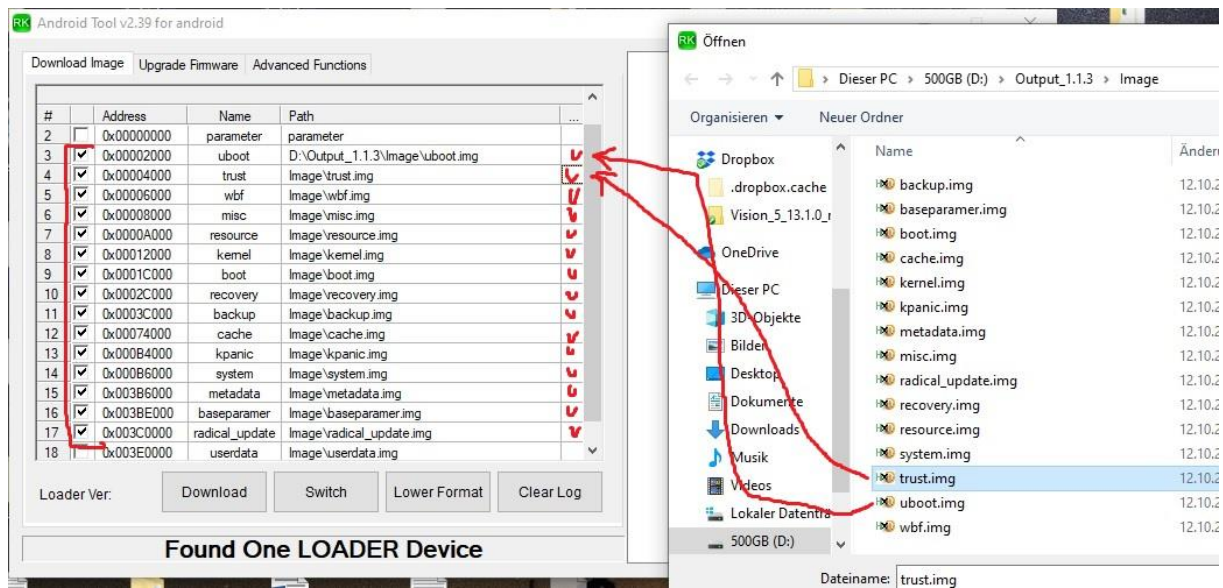 Android Tool v2.39 for android
Download Image Upgrade Firmware Advanced Functions
# Address Name Path ...
2 0x00000000 parameter parameter
3 0x00002000 uboot D:\Output_1.1.3\Image\uboot.img
4 0x00004000 trust Image\trust.img
5 0x00006000 wbf Image\wbf.img
6 0x00008000 misc Image\misc.img
7 0x0000A000 resource Image\resource.img
8 0x00012000 kernel Image\kernel.img
9 0x0001C000 boot Image\boot.img
10 0x0002C000 recovery Image\recovery.img
11 0x0003C000 backup Image\backup.img
12 0x00074000 cache Image\cache.img
13 0x000B4000 kpanic Image\kpanic.img
14 0x000B6000 system Image\system.img
15 0x003B6000 metadata Image\metadata.img
16 0x003BE000 baseparamer Image\baseparamer.img
17 0x003C0000 radical_update Image\radical_update.img
18 0x003E0000 userdata Image\userdata.img
Loader Ver: Download Switch Lower Format Clear Log
Found One LOADER Device
RK Öffnen
Dieser PC > 500GB (D:) > Output_1.1.3 > Image
Organisieren Neuer Ordner
Dropbox
.dropbox.cache
Vision_5_13.1.0_r
OneDrive
Dieser PC
3D-Objekte
Bilder
Desktop
Dokumente
Downloads
Musik
Videos
Lokaler Datenträ
500GB (D:)
Name Änderu
backup.img 12.10.2
baseparamer.img 12.10.2
boot.img 12.10.2
cache.img 12.10.2
kernel.img 12.10.2
kpanic.img 12.10.2
metadata.img 12.10.2
misc.img 12.10.2
radical_update.img 12.10.2
recovery.img 12.10.2
resource.img 12.10.2
system.img 12.10.2
trust.img 12.10.2
uboot.img 12.10.2
wbf.img 12.10.2
Dateiname: trust.img